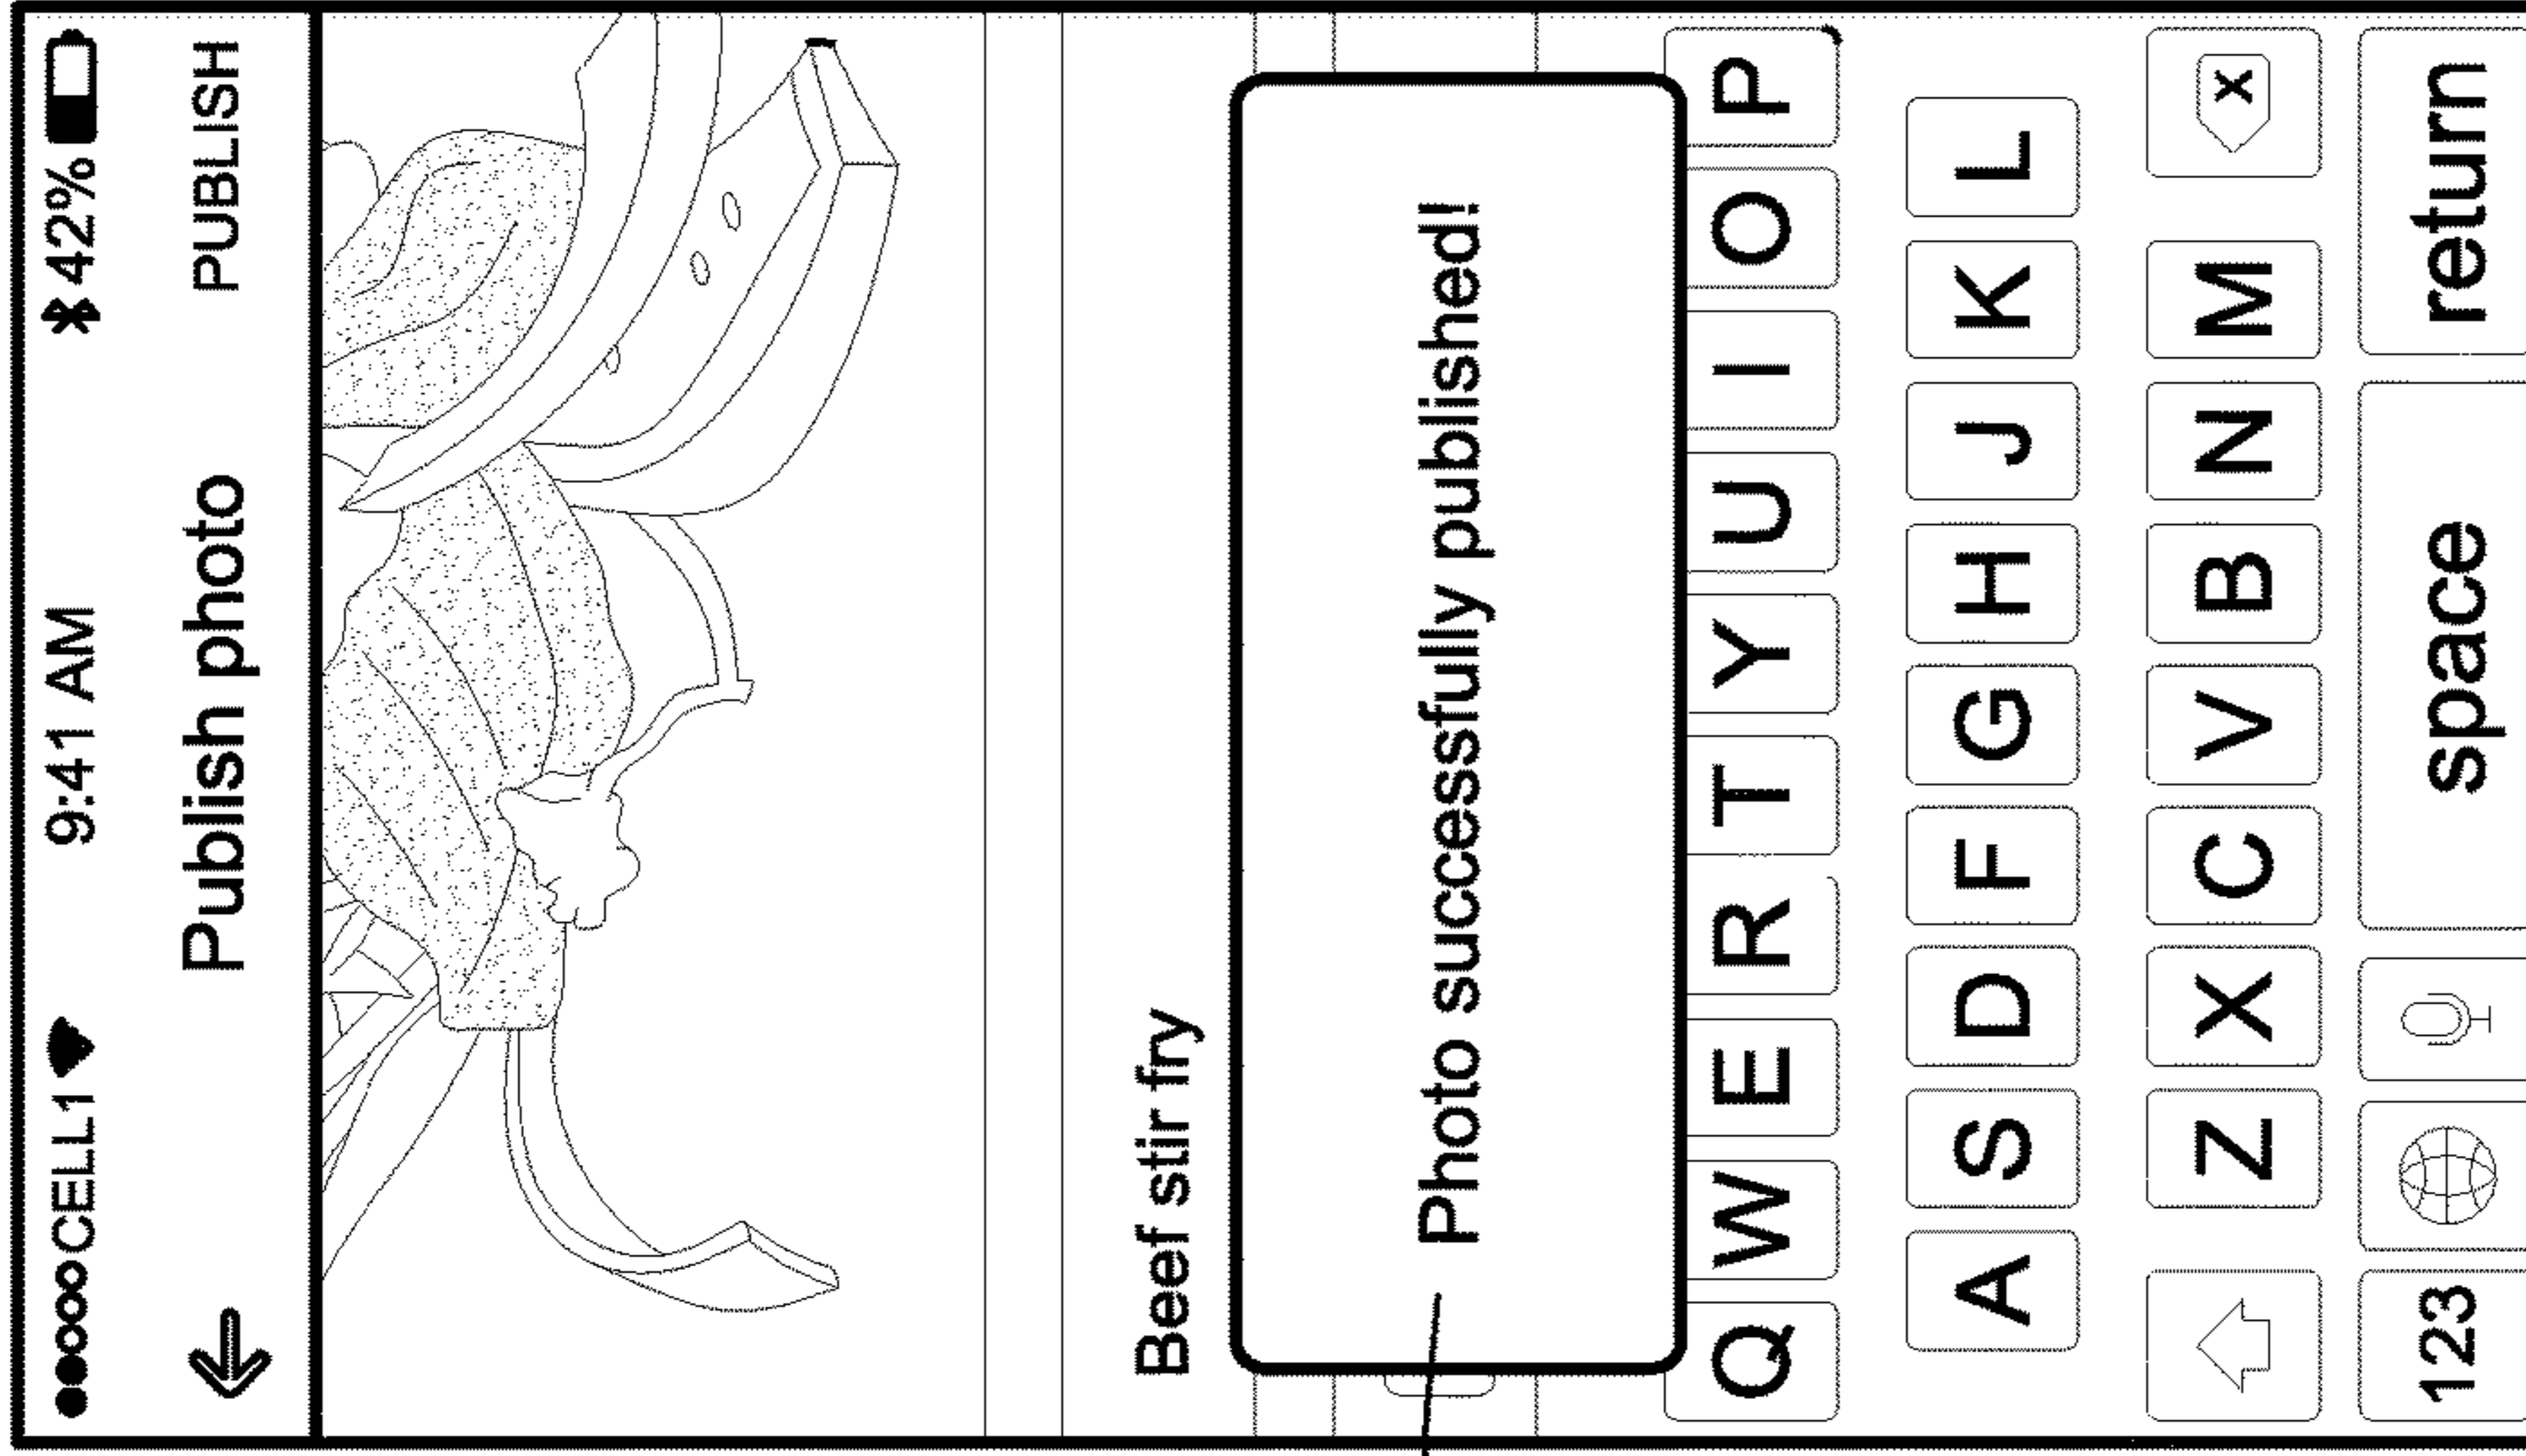 ●●○○○CELL1 9:41 AM 42%
← Publish photo PUBLISH
Beef stir fry
Photo successfully published!
Q W E R T Y U I O P
A S D F G H J K L
Z X C V B N M X
123 space return